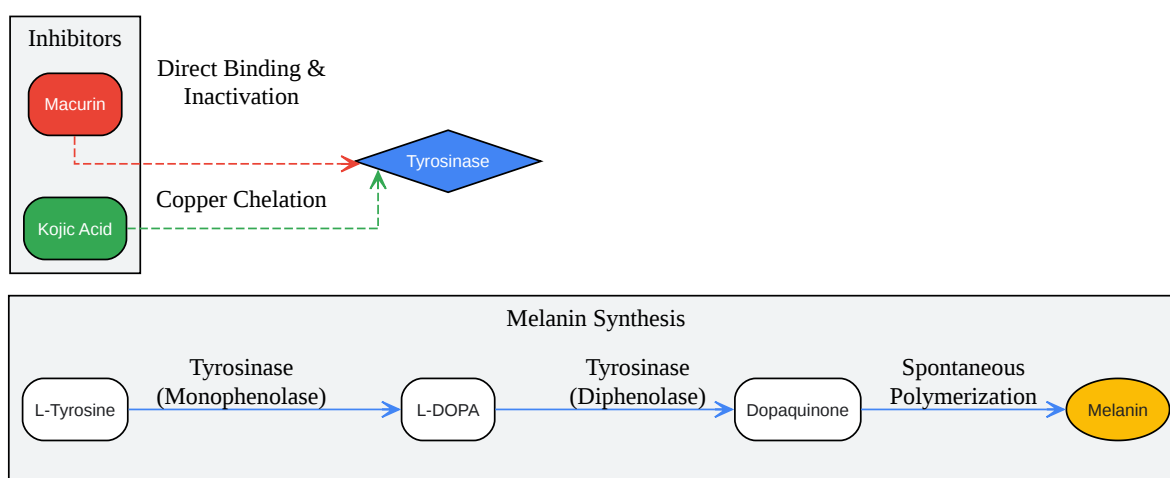 Inhibitors
Macurin
Direct Binding &
Inactivation
Tyrosinase
Copper Chelation
Kojic Acid
Melanin Synthesis
L-Tyrosine
Tyrosinase
(Monophenolase)
L-DOPA
Tyrosinase
(Diphenolase)
Dopaquinone
Spontaneous
Polymerization
Melanin